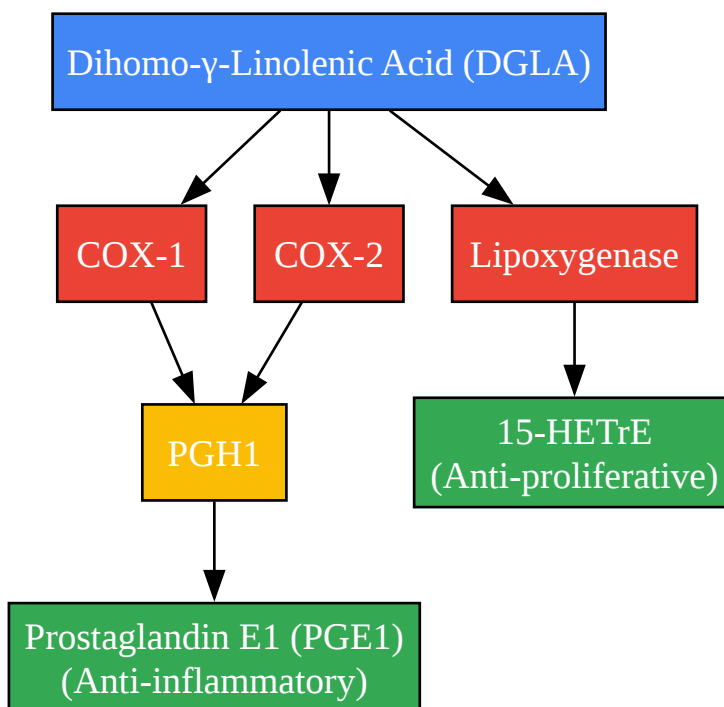 Dihomo-γ-Linolenic Acid (DGLA)
COX-1
COX-2
Lipoxygenase
PGH1
15-HETrE
(Anti-proliferative)
Prostaglandin E1 (PGE1)
(Anti-inflammatory)